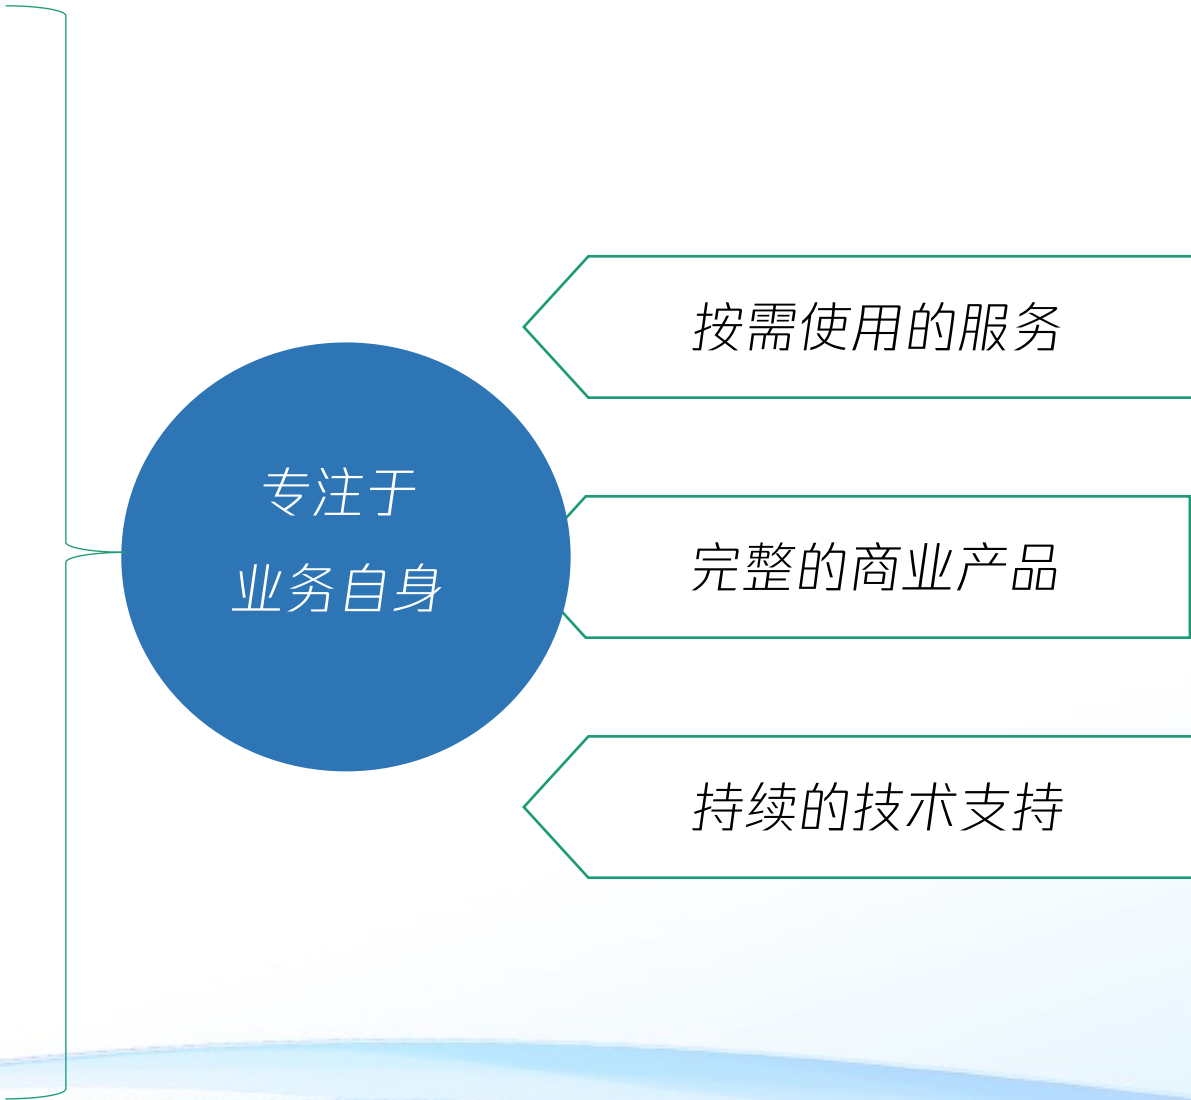 按需使用的服务
专注于
业务自身
完整的商业产品
持续的技术支持